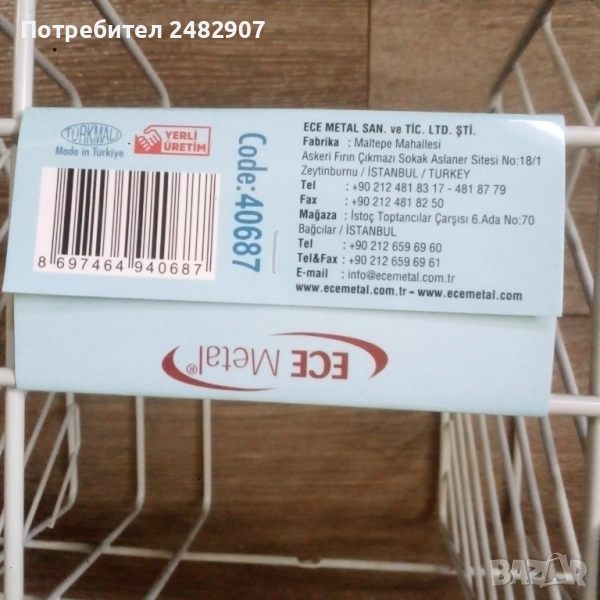 Потребител 2482907
TÜRKMALI
Made in Türkiye
YERLİ
ÜRETİM
8 697464 940687
Code:40687
ECE METAL SAN. ve TİC. LTD. ŞTİ.
Fabrika : Maltepe Mahallesi
Askeri Fırın Çıkmazı Sokak Aslaner Sitesi No:18/1
Zeytinburnu / İSTANBUL / TURKEY
Tel : +90 212 481 83 17 - 481 87 79
Fax : +90 212 481 82 50
Mağaza : İstoç Toptancılar Çarşısı 6.Ada No:70
Bağcılar / İSTANBUL
Tel : +90 212 659 69 60
Tel&Fax : +90 212 659 69 61
E-mail : info@ecemetal.com.tr
www.ecemetal.com.tr - www.ecemetal.com
ECE Metal®
BAZAR